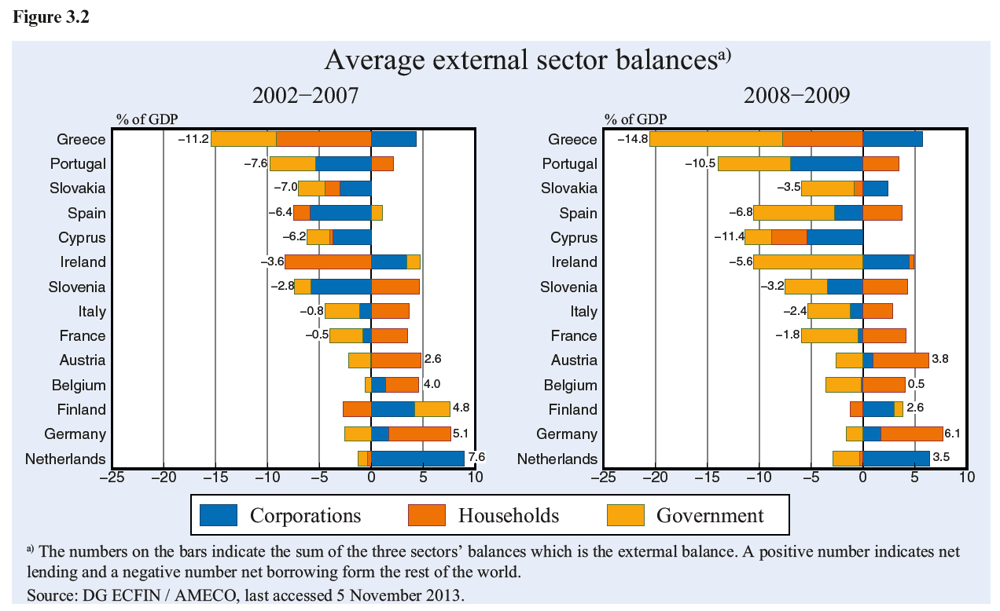 Figure 3.2
Average external sector balancesa)
2002−2007
2008−2009
% of GDP
Greece −11.2
Portugal −7.6
Slovakia −7.0
Spain −6.4
Cyprus −6.2
Ireland −3.6
Slovenia −2.8
Italy −0.8
France −0.5
Austria 2.6
Belgium 4.0
Finland 4.8
Germany 5.1
Netherlands 7.6
−25 −20 −15 −10 −5 0 5 10
% of GDP
Greece −14.8
Portugal −10.5
Slovakia −3.5
Spain −6.8
Cyprus −11.4
Ireland −5.6
Slovenia −3.2
Italy −2.4
France −1.8
Austria 3.8
Belgium 0.5
Finland 2.6
Germany 6.1
Netherlands 3.5
−25 −20 −15 −10 −5 0 5 10
Corporations Households Government
a) The numbers on the bars indicate the sum of the three sectors’ balances which is the extermal balance. A positive number indicates net
lending and a negative number net borrowing form the rest of the world.
Source: DG ECFIN / AMECO, last accessed 5 November 2013.